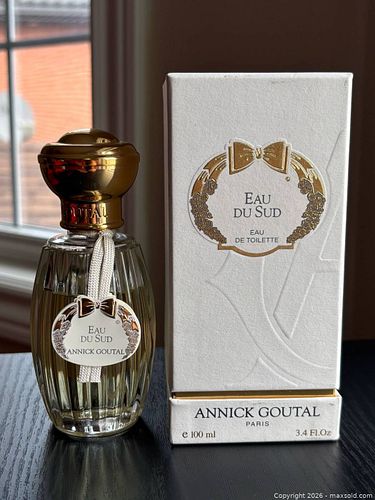 GOUTAL
EAU
DU SUD
ANNICK GOUTAL
EAU
DU SUD
EAU
DE TOILETTE
ANNICK GOUTAL
PARIS
e 100 ml
3.4 Fl.Oz
Copyright 2026 - maxsold.com